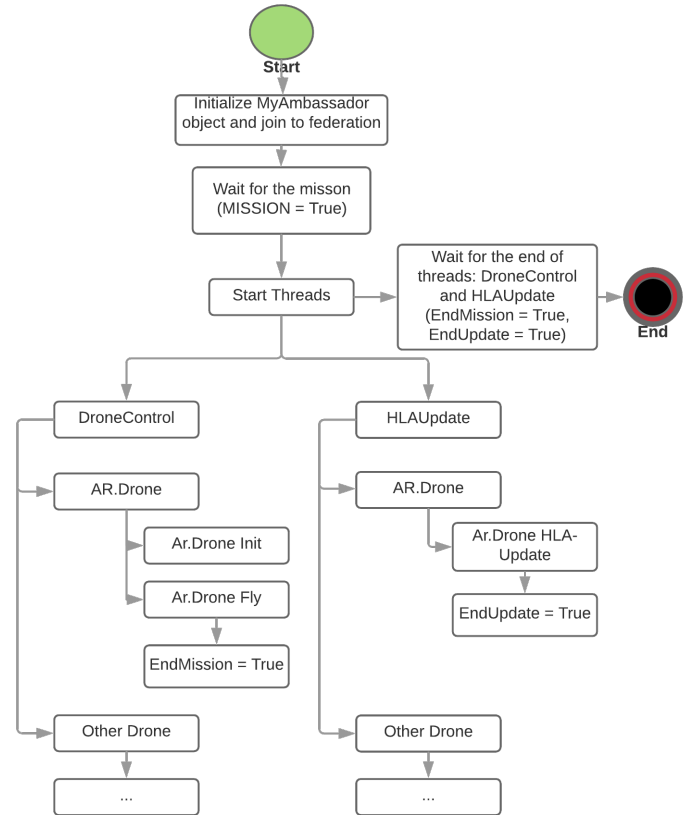 Start
Initialize MyAmbassador
object and join to federation
Wait for the misson
(MISSION = True)
Start Threads
Wait for the end of
threads: DroneControl
and HLAUpdate
(EndMission = True,
EndUpdate = True)
End
DroneControl
AR.Drone
Ar.Drone Init
Ar.Drone Fly
EndMission = True
Other Drone
...
HLAUpdate
AR.Drone
Ar.Drone HLA-
Update
EndUpdate = True
Other Drone
...